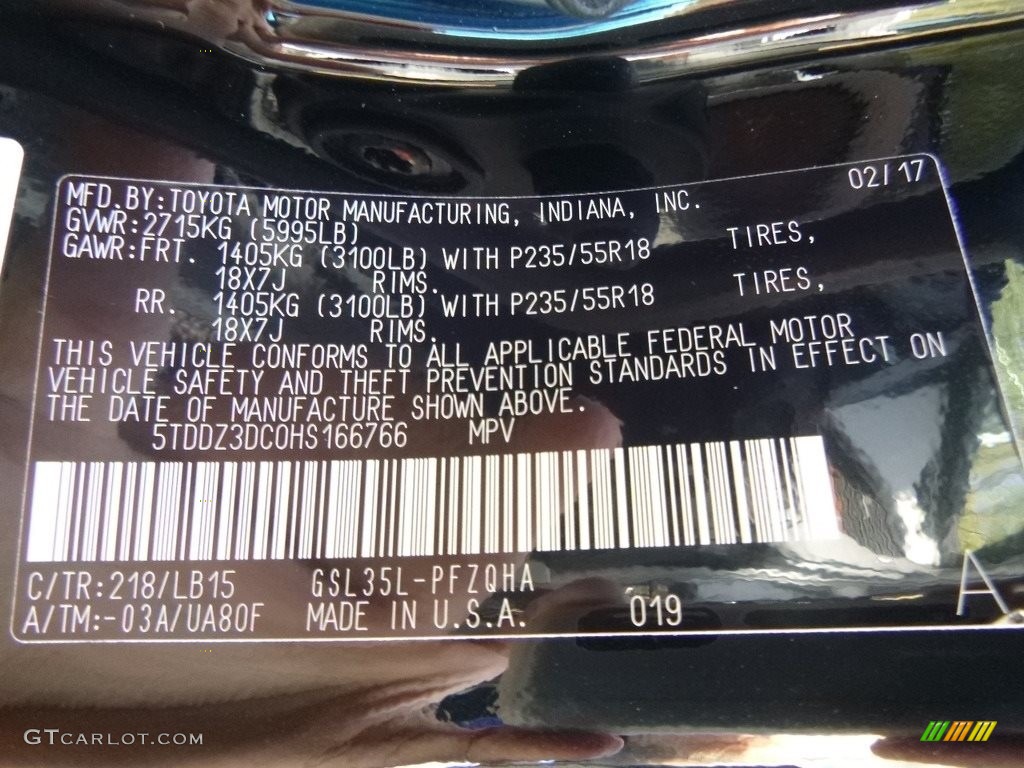 02/17
MFD.BY:TOYOTA MOTOR MANUFACTURING, INDIANA, INC.
GVWR:2715KG (5995LB)
GAWR:FRT. 1405KG (3100LB) WITH P235/55R18 TIRES,
18X7J RIMS.
RR. 1405KG (3100LB) WITH P235/55R18 TIRES,
18X7J RIMS.
THIS VEHICLE CONFORMS TO ALL APPLICABLE FEDERAL MOTOR
VEHICLE SAFETY AND THEFT PREVENTION STANDARDS IN EFFECT ON
THE DATE OF MANUFACTURE SHOWN ABOVE.
5TDDZ3DC0HS166766 MPV
C/TR:218/LB15 GSL35L-PFZQHA
A/TM:-03A/UA80F MADE IN U.S.A. 019
A
GTCARLOT.COM